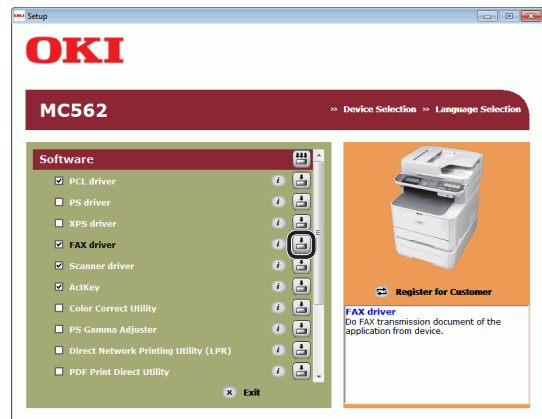 OKI Setup
OKI
MC562
» Device Selection » Language Selection
Software
PCL driver
PS driver
XPS driver
FAX driver
Scanner driver
ActKey
Color Correct Utility
PS Gamma Adjuster
Direct Network Printing Utility (LPR)
PDF Print Direct Utility
x Exit
Register for Customer
FAX driver
Do FAX transmission document of the
application from device.